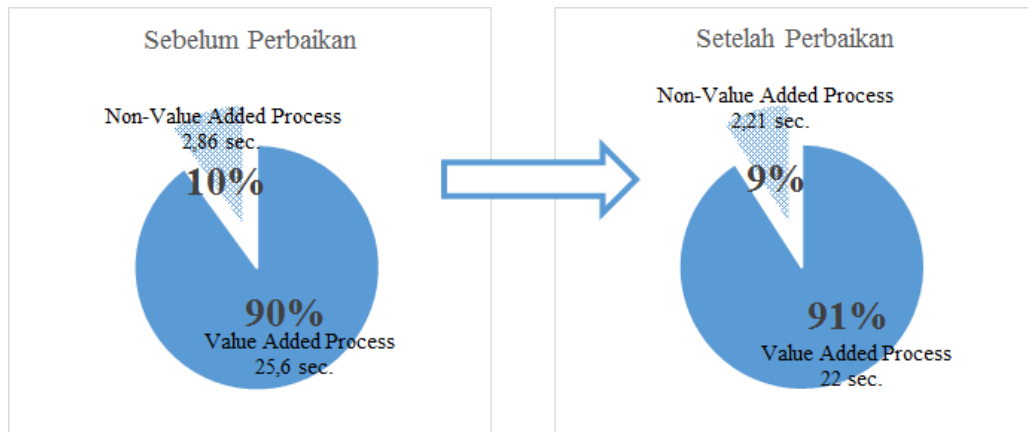 Sebelum Perbaikan
Non-Value Added Process
2,86 sec.
10%
90%
Value Added Process
25,6 sec.
Setelah Perbaikan
Non-Value Added Process
2,21 sec.
9%
91%
Value Added Process
22 sec.